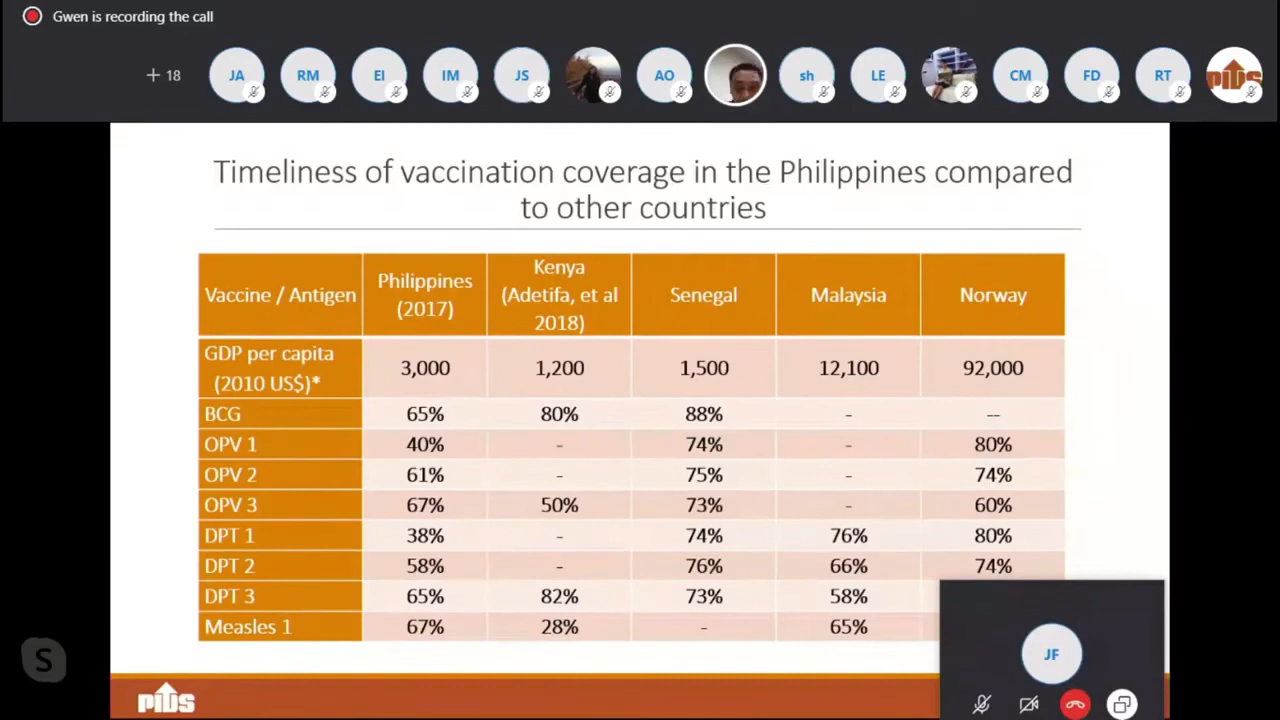 Gwen is recording the call
+ 18
JA
RM
EI
IM
JS
AO
sh
LE
CM
FD
RT
PIDS
Timeliness of vaccination coverage in the Philippines compared
to other countries
Vaccine / Antigen Philippines (2017) Kenya (Adetifa, et al 2018) Senegal Malaysia Norway
GDP per capita (2010 US$)* 3,000 1,200 1,500 12,100 92,000
BCG 65% 80% 88% - --
OPV 1 40% - 74% - 80%
OPV 2 61% - 75% - 74%
OPV 3 67% 50% 73% - 60%
DPT 1 38% - 74% 76% 80%
DPT 2 58% - 76% 66% 74%
DPT 3 65% 82% 73% 58%
Measles 1 67% 28% - 65%
JF
S
PIDS